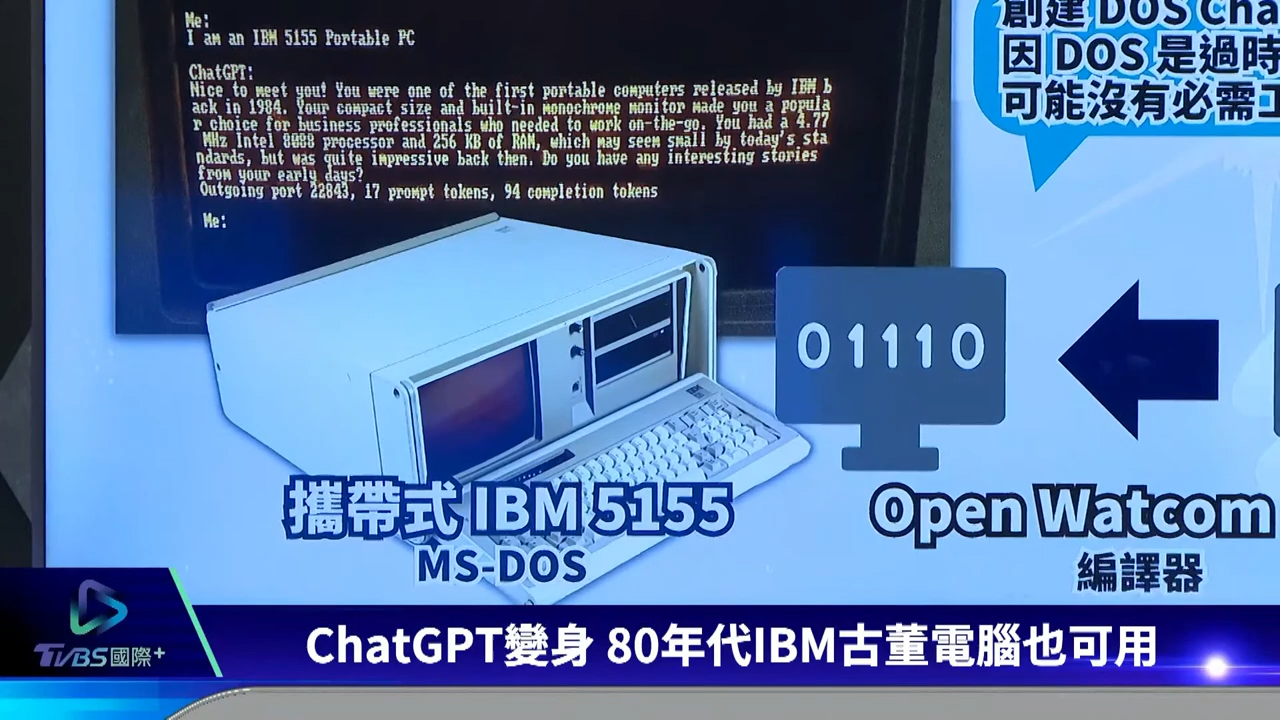 Me:
I am an IBM 5155 Portable PC
ChatGPT:
Nice to meet you! You were one of the first portable computers released by IBM b
ack in 1984. Your compact size and built-in monochrome monitor made you a popula
r choice for business professionals who needed to work on-the-go. You had a 4.77
MHz Intel 8088 processor and 256 KB of RAM, which may seem small by today's sta
ndards, but was quite impressive back then. Do you have any interesting stories
from your early days?
Outgoing port 22843, 17 prompt tokens, 94 completion tokens
Me:
創建 DOS Cha
因 DOS 是過時
可能沒有必需工
01110
攜帶式 IBM 5155
MS-DOS
Open Watcom
編譯器
TVBS國際+
ChatGPT變身 80年代IBM古董電腦也可用